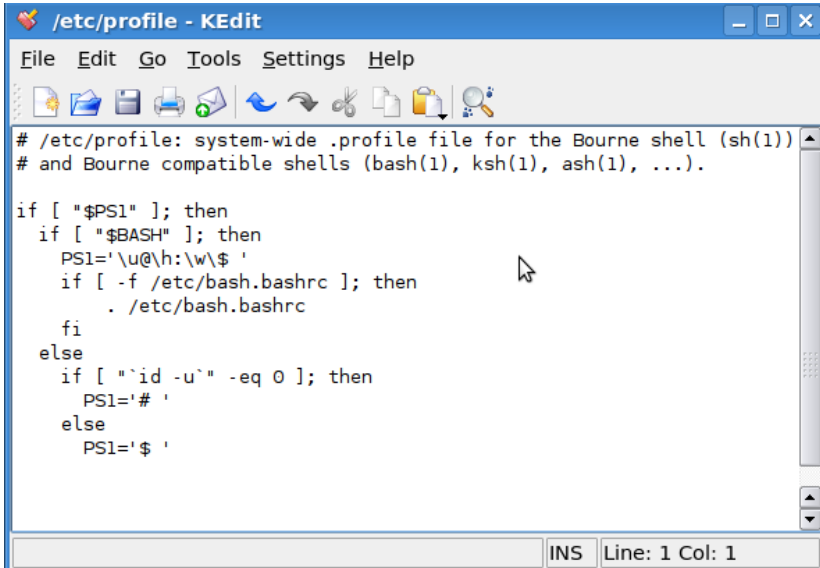 /etc/profile - KEdit
File Edit Go Tools Settings Help
# /etc/profile: system-wide .profile file for the Bourne shell (sh(1))
# and Bourne compatible shells (bash(1), ksh(1), ash(1), ...).

if [ "$PS1" ]; then
  if [ "$BASH" ]; then
    PS1='\u@\h:\w\$ '
    if [ -f /etc/bash.bashrc ]; then
        . /etc/bash.bashrc
    fi
  else
    if [ "`id -u`" -eq 0 ]; then
      PS1='# '
    else
      PS1='$ '
INS Line: 1 Col: 1